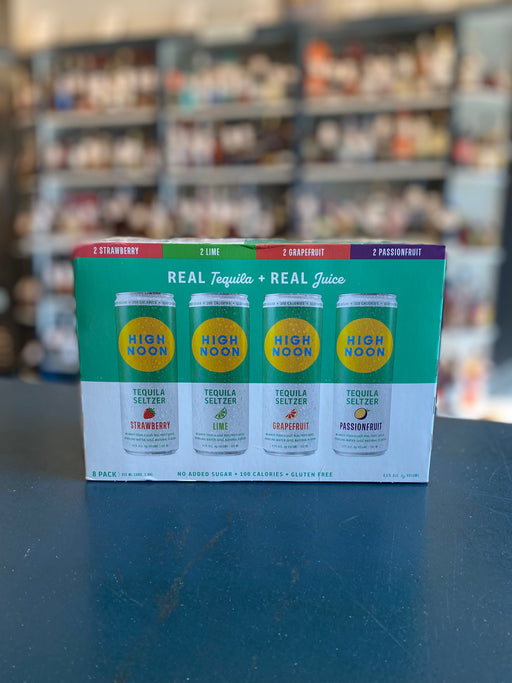 2 STRAWBERRY
2 LIME
2 GRAPEFRUIT
2 PASSIONFRUIT
REAL Tequila + REAL Juice
HIGH NOON
TEQUILA SELTZER
STRAWBERRY
HIGH NOON
TEQUILA SELTZER
LIME
HIGH NOON
TEQUILA SELTZER
GRAPEFRUIT
HIGH NOON
TEQUILA SELTZER
PASSIONFRUIT
8 PACK
NO ADDED SUGAR • 100 CALORIES • GLUTEN FREE